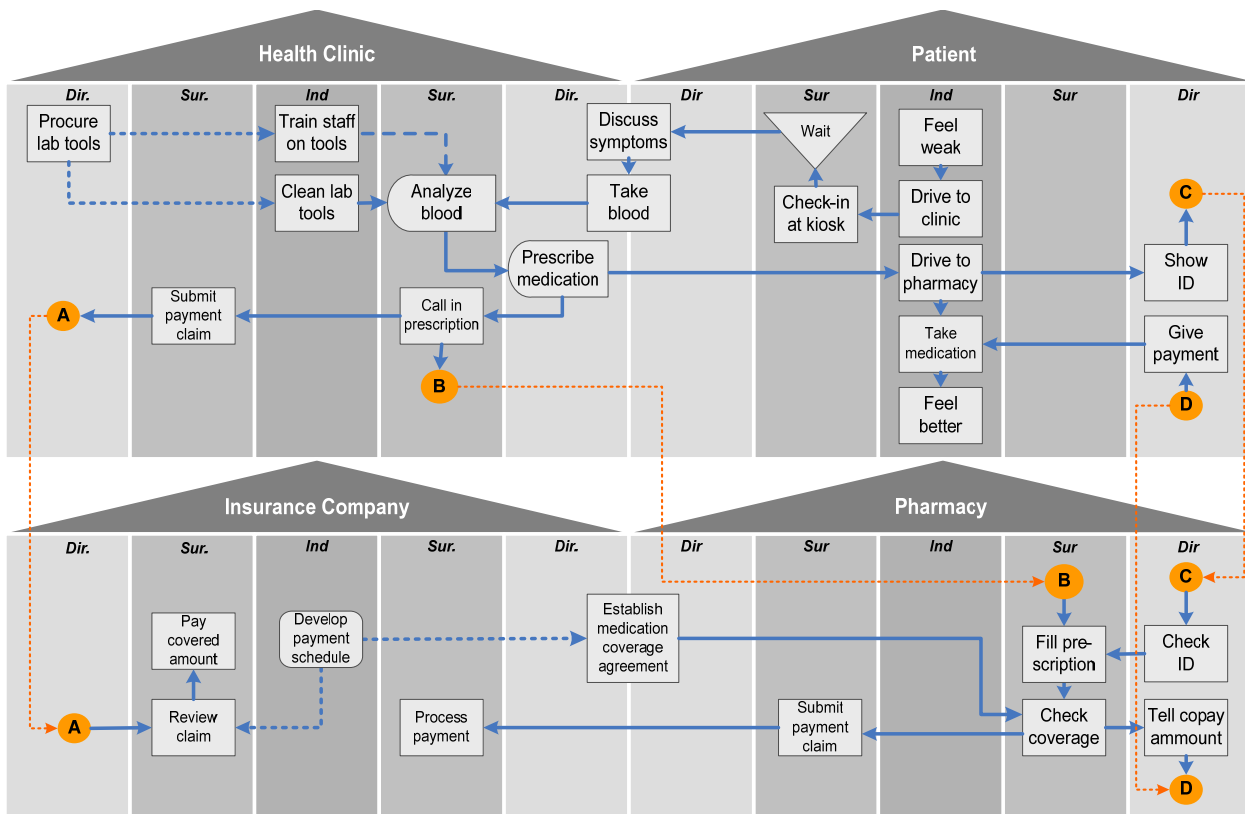 Health Clinic
Patient
Dir.
Sur.
Ind
Sur.
Dir.
Dir
Sur
Ind
Sur
Dir
Procure
lab tools
Train staff
on tools
Discuss
symptoms
Wait
Feel
weak
Clean lab
tools
Analyze
blood
Take
blood
Check-in
at kiosk
Drive to
clinic
C
Prescribe
medication
Drive to
pharmacy
Show
ID
A
Submit
payment
claim
Call in
prescription
Take
medication
Give
payment
B
Feel
better
D
Insurance Company
Pharmacy
Dir.
Sur.
Ind
Sur.
Dir.
Dir
Sur
Ind
Sur
Dir
B
C
Pay
covered
amount
Develop
payment
schedule
Establish
medication
coverage
agreement
Fill pre-
scription
Check
ID
A
Review
claim
Process
payment
Submit
payment
claim
Check
coverage
Tell copay
ammount
D